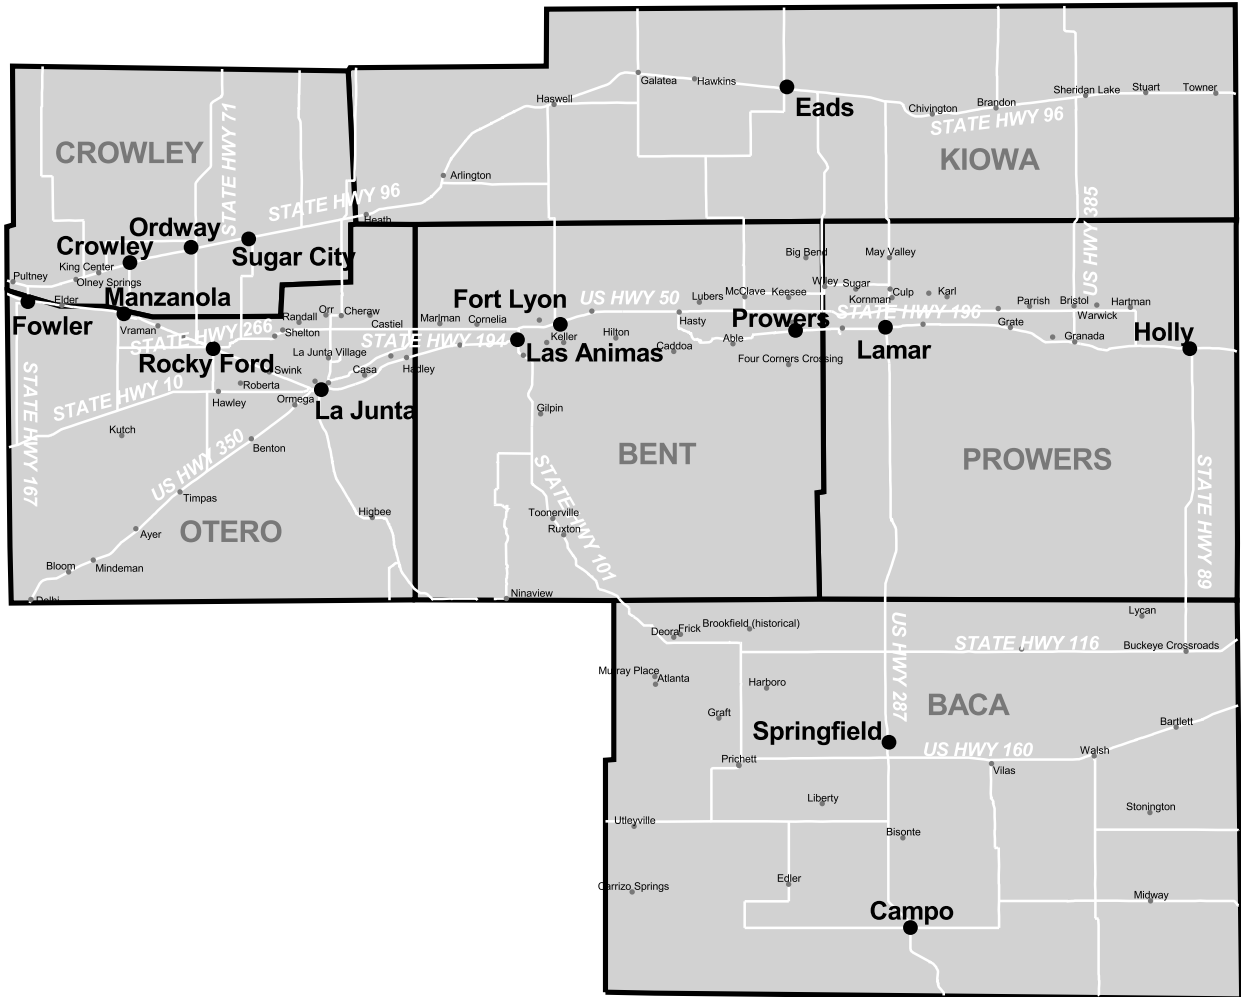 Galatea
Hawkins
Haswell
Eads
Sheridan Lake
Stuart
Towner
Brandon
Chivington
STATE HWY 96
KIOWA
CROWLEY
STATE HWY 71
Arlington
STATE HWY 96
Heath
US HWY 385
Ordway
Crowley
Sugar City
King Center
Pultney
Olney Springs
Elder
Manzanola
Fowler
Vraman
STATE HWY 266
Rocky Ford
Randall
Orr
Cheraw
Castiel
Shelton
La Junta Village
Swink
Roberta
Casa
Hadley
Hawley
Ormega
La Junta
STATE HWY 10
STATE HWY 167
Kutch
US HWY 350
Benton
Timpas
OTERO
Higbee
Ayer
Bloom
Mindeman
Delhi
Marlman
Cornelia
STATE HWY 194
Fort Lyon
US HWY 50
Keller
Las Animas
Hilton
Caddoa
Hasty
Lubers
McClave
Keesee
Big Bend
Able
Prowers
Four Corners Crossing
Gilpin
BENT
STATE HWY 101
Toonerville
Ruxton
Ninaview
May Valley
Wiley
Sugar
Kornman
Culp
Karl
STATE HWY 196
Lamar
Parrish
Bristol
Hartman
Warwick
Grate
Granada
Holly
PROWERS
STATE HWY 89
Lycan
Brookfield (historical)
Deora
Frick
US HWY 287
STATE HWY 116
Buckeye Crossroads
Murray Place
Atlanta
Harboro
Graft
BACA
Springfield
US HWY 160
Bartlett
Walsh
Prichett
Vilas
Liberty
Stonington
Utleyville
Bisonte
Carrizo Springs
Edler
Midway
Campo